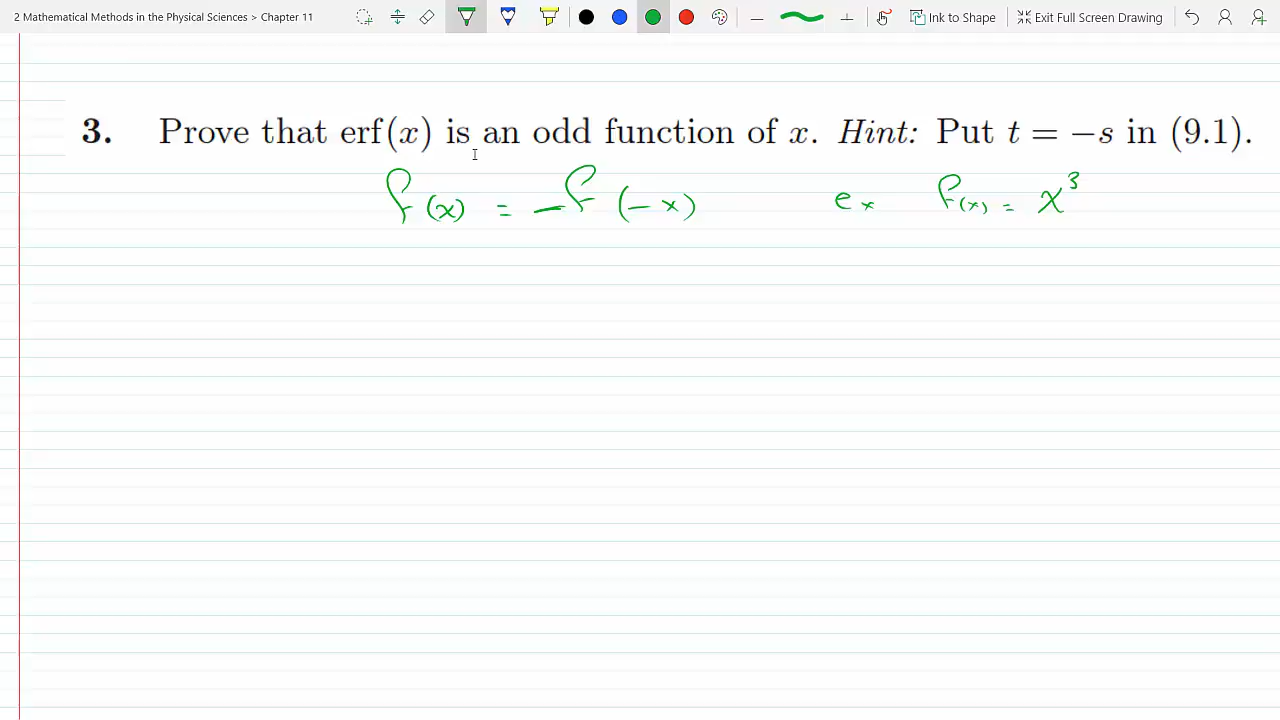 2 Mathematical Methods in the Physical Sciences > Chapter 11
Ink to Shape
Exit Full Screen Drawing
3. Prove that erf(x) is an odd function of x. Hint: Put t = −s in (9.1).
f(x) = -f(-x) ex f(x) = x³